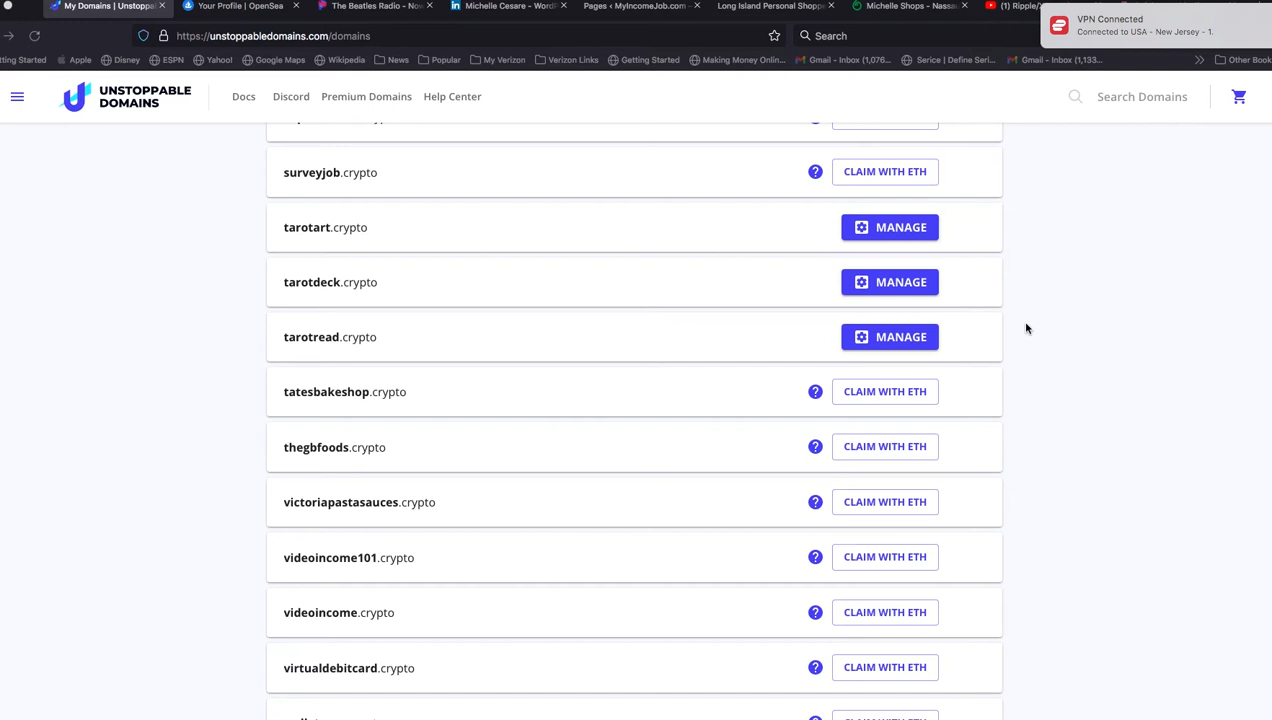 My Domains | Unstoppa
Your Profile | OpenSea
The Beatles Radio - Now
Michelle Cesare - WordP
Pages ‹ MyIncomeJob.com —
Long Island Personal Shoppe
Michelle Shops - Nassau
(1) Ripple/
VPN Connected
Connected to USA - New Jersey - 1.
https://unstoppabledomains.com/domains
Search
tting Started
Apple
Disney
ESPN
Yahoo!
Google Maps
Wikipedia
News
Popular
My Verizon
Verizon Links
Getting Started
Making Money Onlin...
Gmail - Inbox (1,076...
Serice | Define Seri...
Gmail - Inbox (1,133...
Other Book
UNSTOPPABLE
DOMAINS
Docs
Discord
Premium Domains
Help Center
Search Domains
surveyjob.crypto ? CLAIM WITH ETH
tarotart.crypto MANAGE
tarotdeck.crypto MANAGE
tarotread.crypto MANAGE
tatesbakeshop.crypto ? CLAIM WITH ETH
thegbfoods.crypto ? CLAIM WITH ETH
victoriapastasauces.crypto ? CLAIM WITH ETH
videoincome101.crypto ? CLAIM WITH ETH
videoincome.crypto ? CLAIM WITH ETH
virtualdebitcard.crypto ? CLAIM WITH ETH